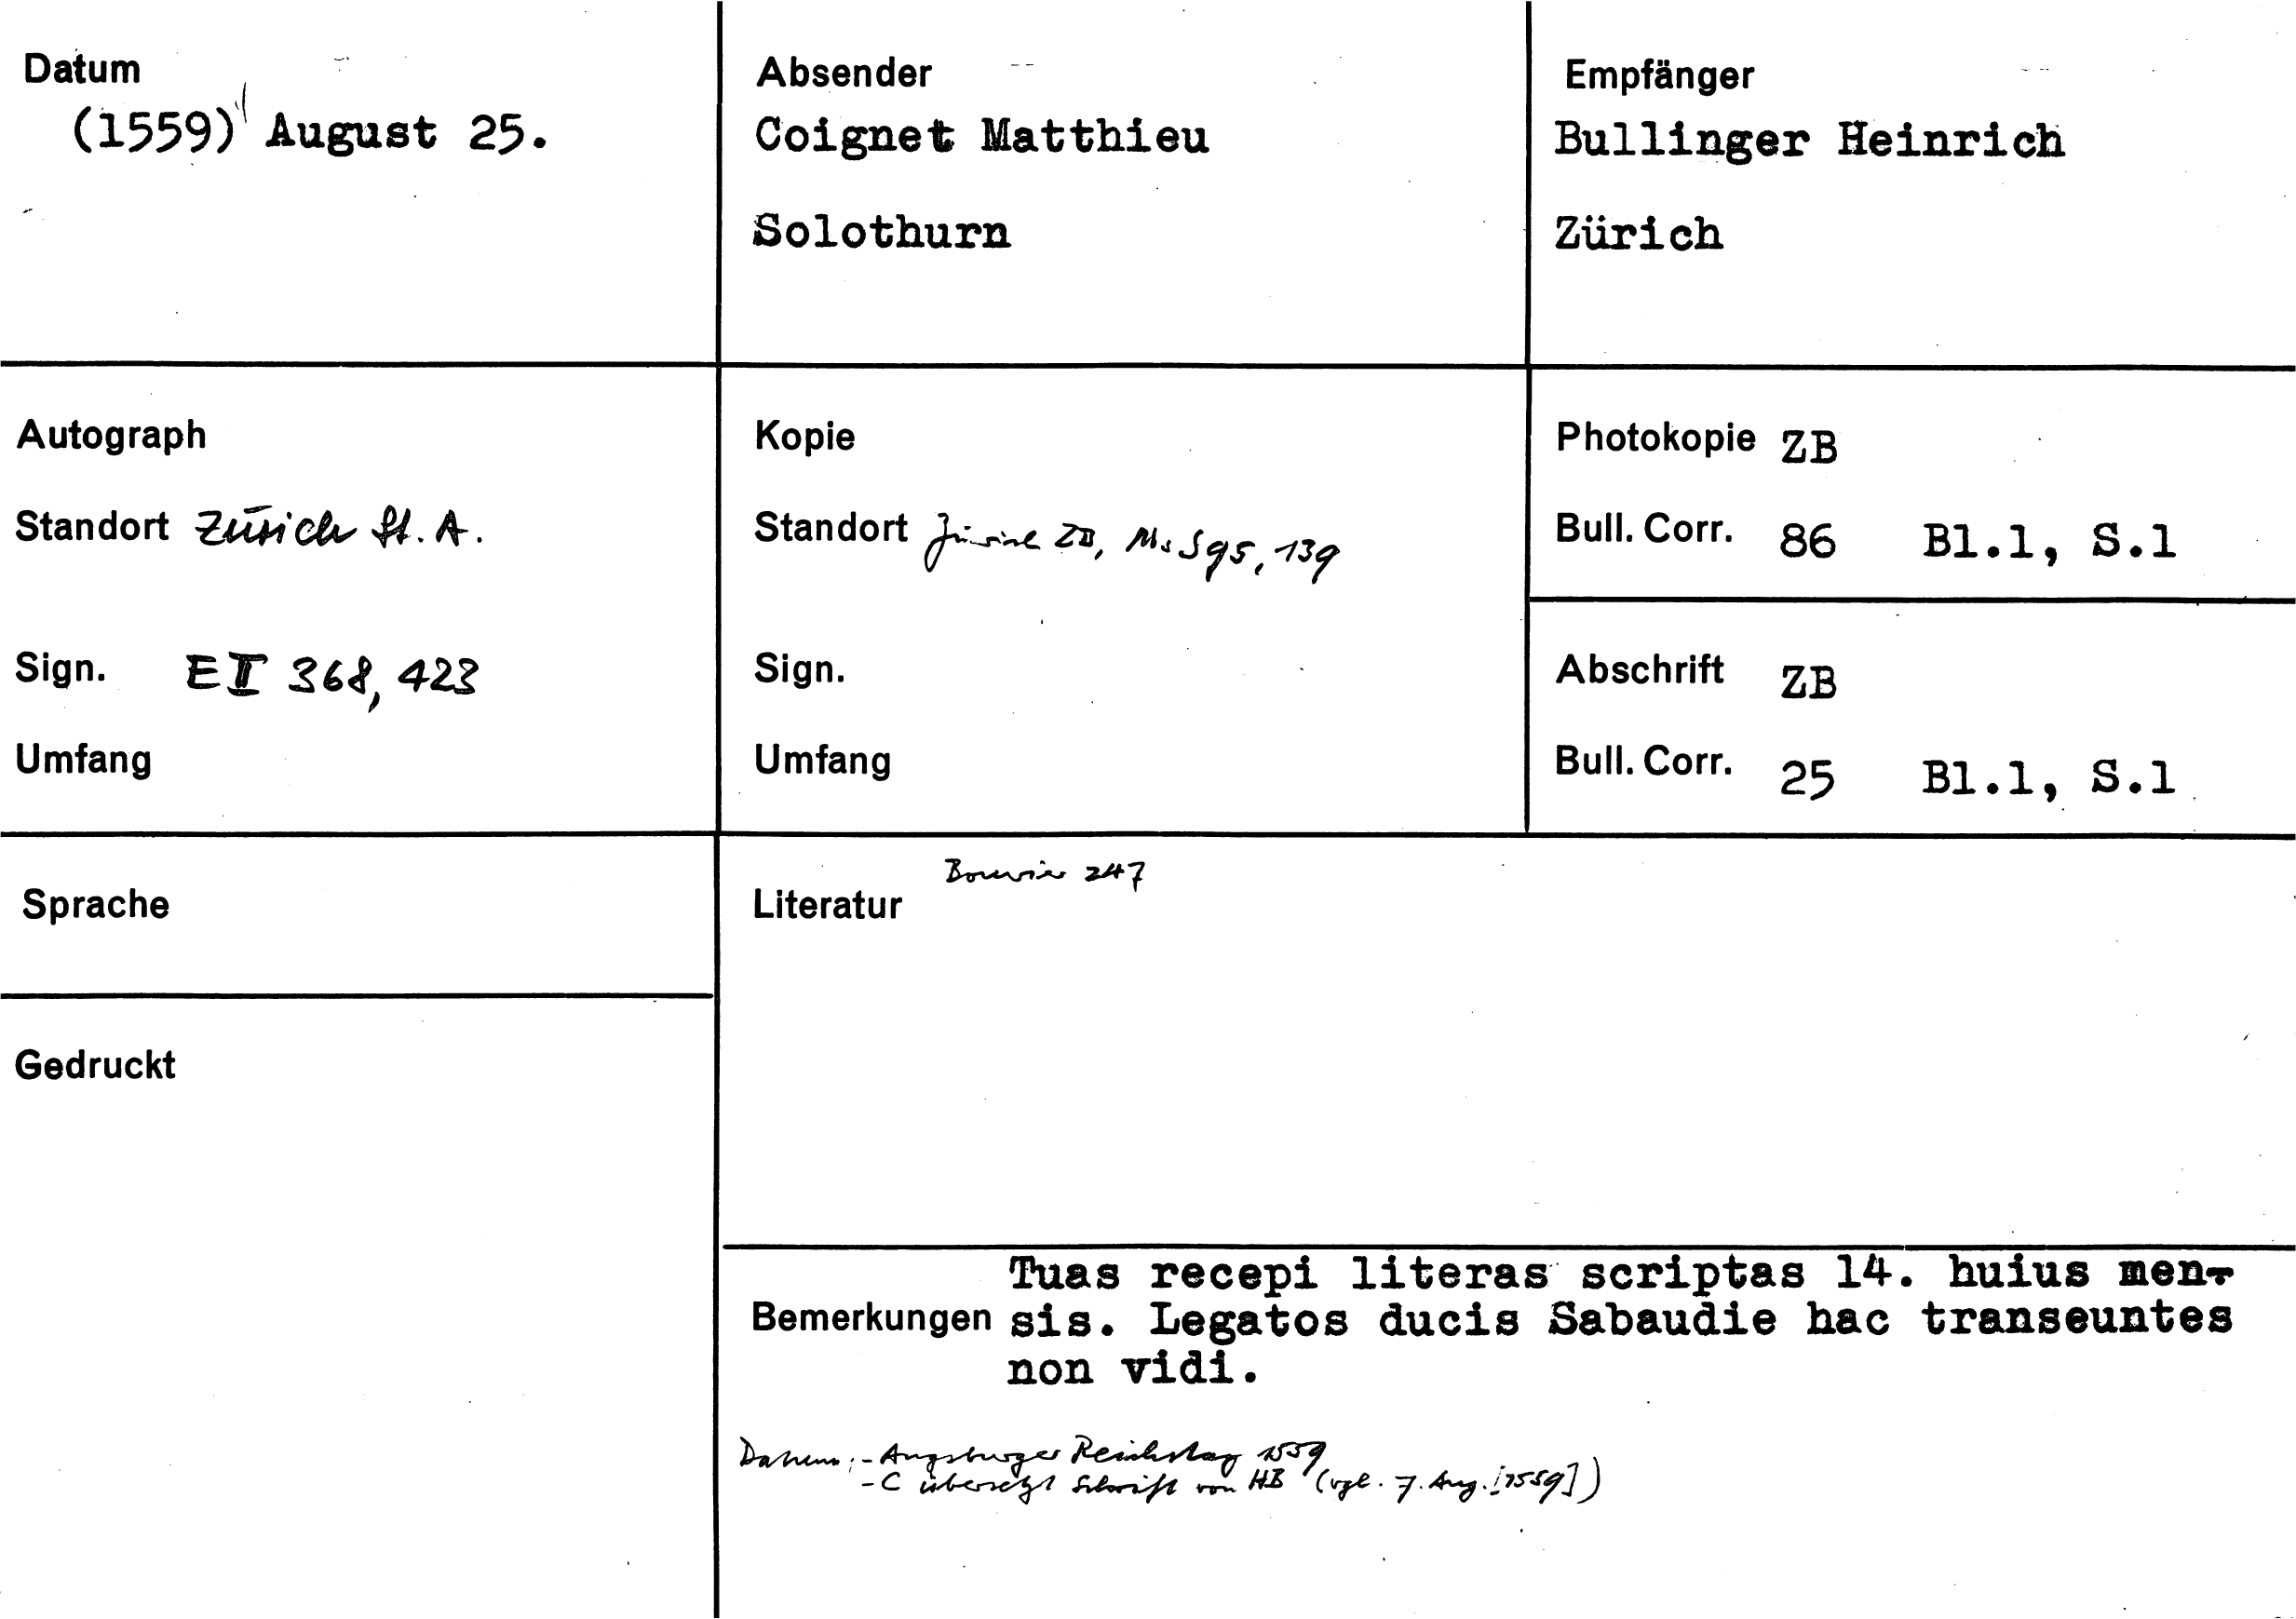 Datum
(1559) August 25.
Absender
Coignet Matthieu
Solothurn
Empfänger
Bullinger Heinrich
Zürich
Autograph
Standort Zürich St. A.
Sign. E II 368, 423
Umfang
Kopie
Standort Zürich ZB, Ms S 95, 139
Sign.
Umfang
Photokopie ZB
Bull. Corr. 86 Bl.1, S.1
Abschrift ZB
Bull. Corr. 25 Bl.1, S.1
Sprache
Gedruckt
Bouvier 247
Literatur
Tuas recepi literas scriptas 14. huius men-
Bemerkungen sis. Legatos ducis Sabaudie hac transeuntes
non vidi.
Datum: - Augsburger Reichstag 1559
- C übersetzt Schrift von HB (vgl. 7. Aug. [1559])